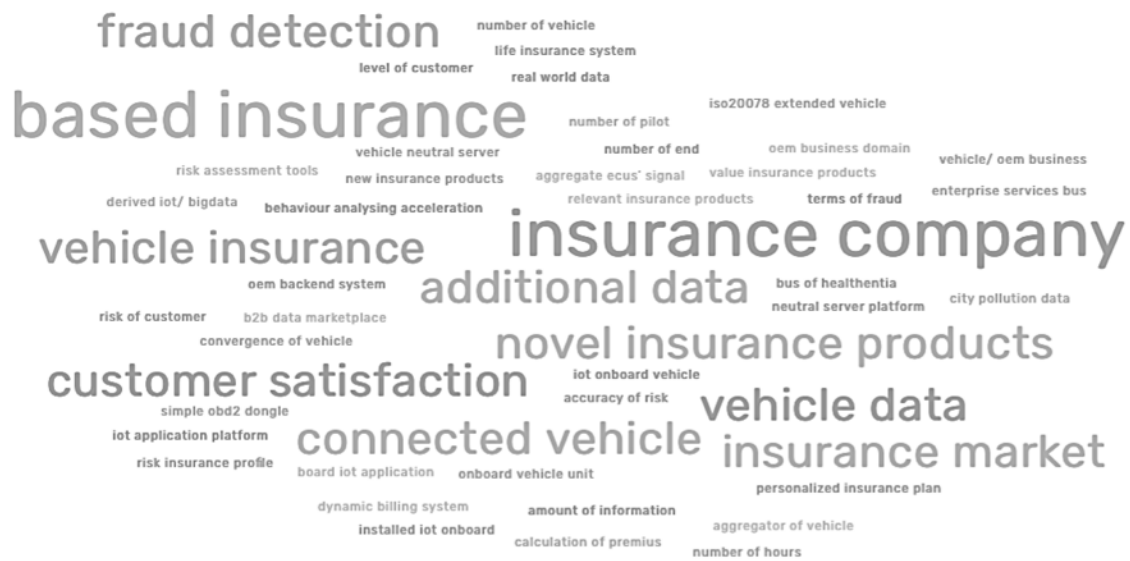 fraud detection
number of vehicle
life insurance system
level of customer
real world data
based insurance
iso20078 extended vehicle
number of pilot
vehicle neutral server
number of end
oem business domain
vehicle/ oem business
risk assessment tools
new insurance products
aggregate ecus' signal
value insurance products
enterprise services bus
derived iot/ bigdata
behaviour analysing acceleration
relevant insurance products
terms of fraud
vehicle insurance
insurance company
oem backend system
additional data
bus of healthentia
neutral server platform
city pollution data
risk of customer
b2b data marketplace
convergence of vehicle
novel insurance products
customer satisfaction
iot onboard vehicle
accuracy of risk
vehicle data
simple obd2 dongle
iot application platform
connected vehicle
insurance market
risk insurance profile
board iot application
onboard vehicle unit
personalized insurance plan
dynamic billing system
amount of information
installed iot onboard
aggregator of vehicle
calculation of premius
number of hours